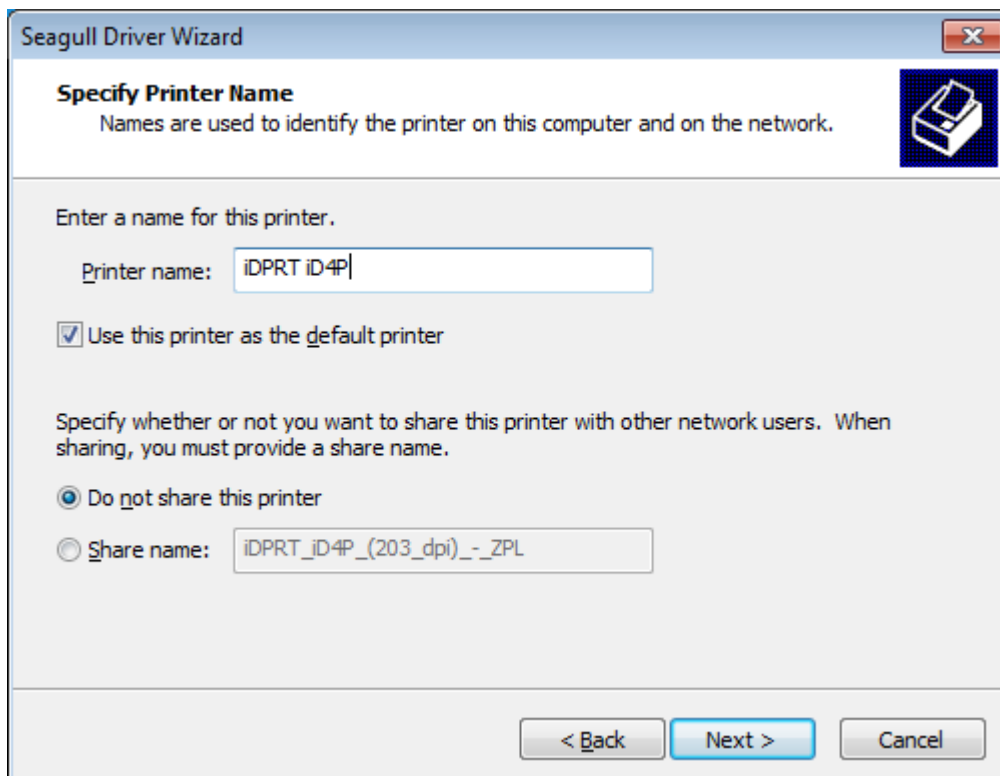 Seagull Driver Wizard
Specify Printer Name
Names are used to identify the printer on this computer and on the network.
Enter a name for this printer.
Printer name: iDPRT iD4P
Use this printer as the default printer
Specify whether or not you want to share this printer with other network users. When
sharing, you must provide a share name.
Do not share this printer
Share name: iDPRT_iD4P_(203_dpi)_-_ZPL
< Back Next > Cancel